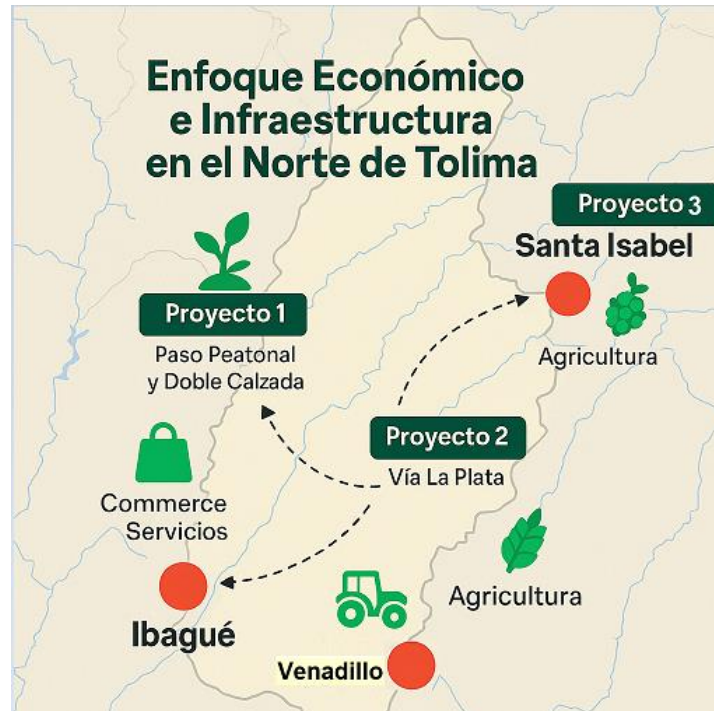 Enfoque Económico
e Infraestructura
en el Norte de Tolima
Proyecto 3
Santa Isabel
Agricultura
Proyecto 1
Paso Peatonal
y Doble Calzada
Proyecto 2
Vía La Plata
Commerce
Servicios
Ibagué
Agricultura
Venadillo